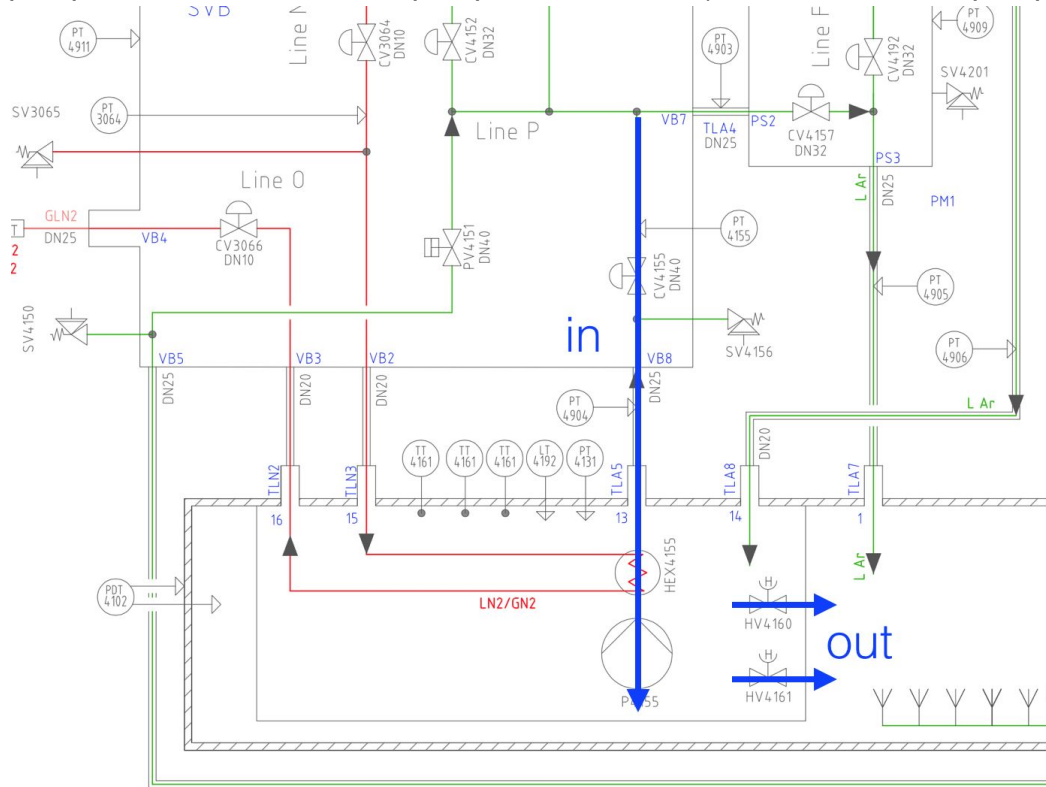 SVB
Line N
PT
4911
CV3064
DN10
CV4152
DN32
PT
4903
Line F
CV4192
DN32
PT
4909
SV4201
SV3065
PT
3064
Line P
VB7
TLA4
DN25
PS2
CV4157
DN32
PS3
L Ar
DN25
PM1
Line O
GLN2
DN25
VB4
CV3066
DN10
T
2
2
PV4151
DN40
PT
4155
CV4155
DN40
PT
4905
SV4150
in
SV4156
PT
4906
VB5
DN25
VB3
DN20
VB2
DN20
VB8
DN25
PT
4904
L Ar
DN20
TT
4161
TT
4161
TT
4161
LT
4192
PT
4131
TLN2
TLN3
TLA5
TLA8
TLA7
16
15
13
14
1
HEX4155
L Ar
PDT
4102
LN2/GN2
H
HV4160
out
H
HV4161
P4155